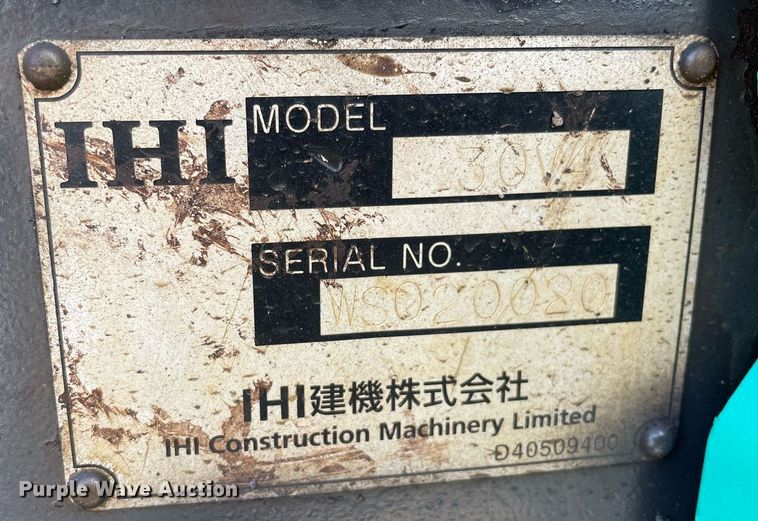 IHI
MODEL
30V
SERIAL NO.
WS020020
IHI建機株式会社
IHI Construction Machinery Limited
D40509400
Purple Wave Auction